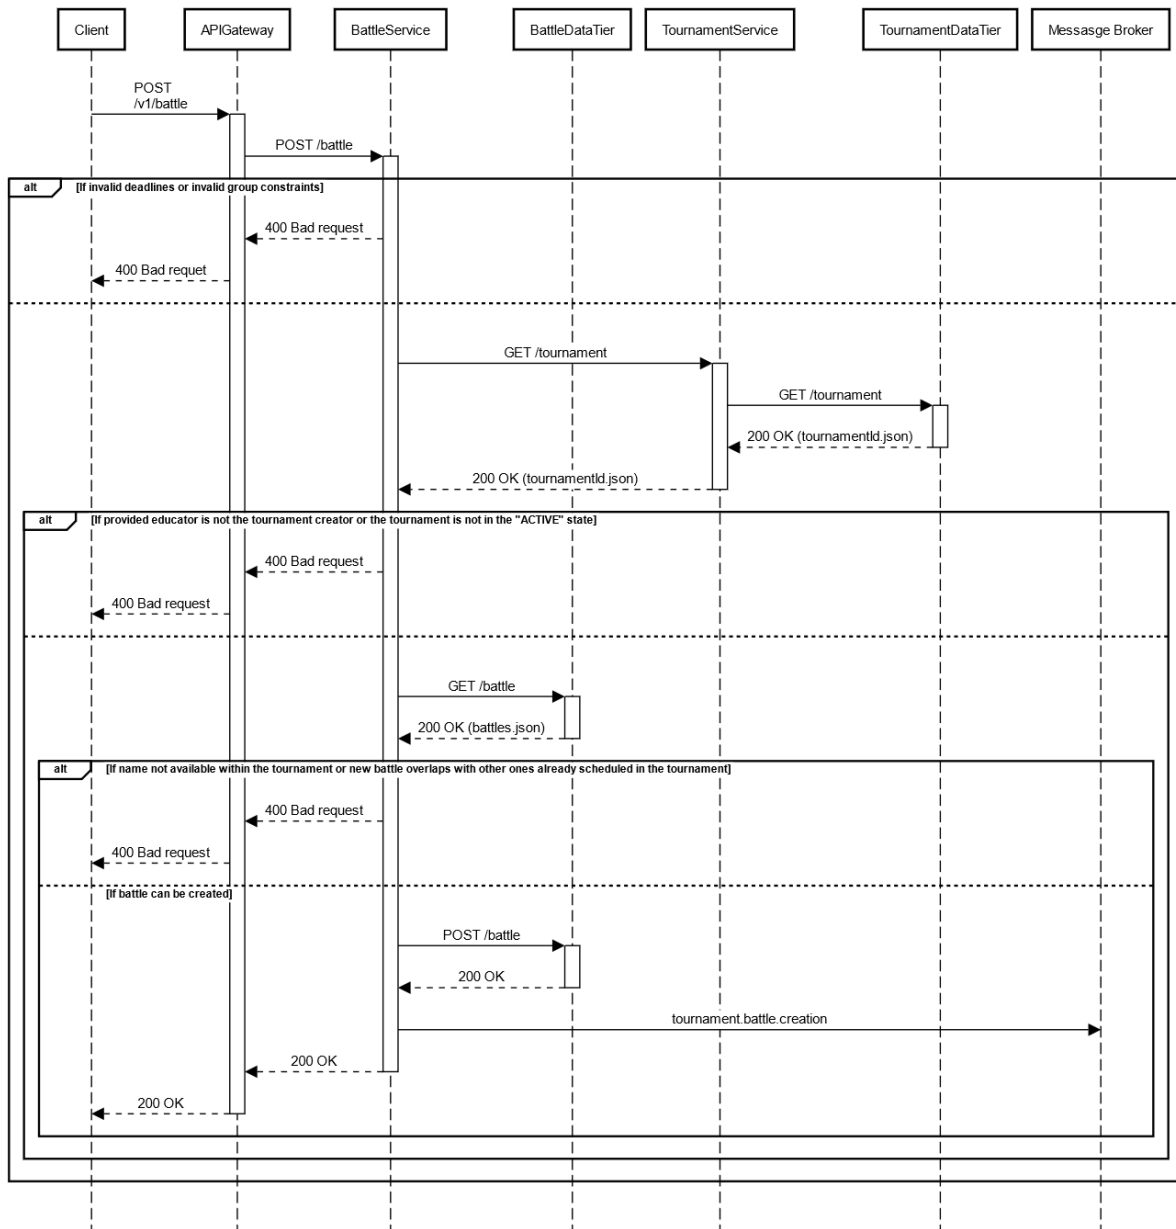 Client
APIGateway
BattleService
BattleDataTier
TournamentService
TournamentDataTier
Messasge Broker
POST
/v1/battle
POST /battle
alt
[If invalid deadlines or invalid group constraints]
400 Bad request
400 Bad requet
GET /tournament
GET /tournament
200 OK (tournamentId.json)
200 OK (tournamentId.json)
alt
[If provided educator is not the tournament creator or the tournament is not in the "ACTIVE" state]
400 Bad request
400 Bad request
GET /battle
200 OK (battles.json)
alt
[If name not available within the tournament or new battle overlaps with other ones already scheduled in the tournament]
400 Bad request
400 Bad request
[If battle can be created]
POST /battle
200 OK
tournament.battle.creation
200 OK
200 OK